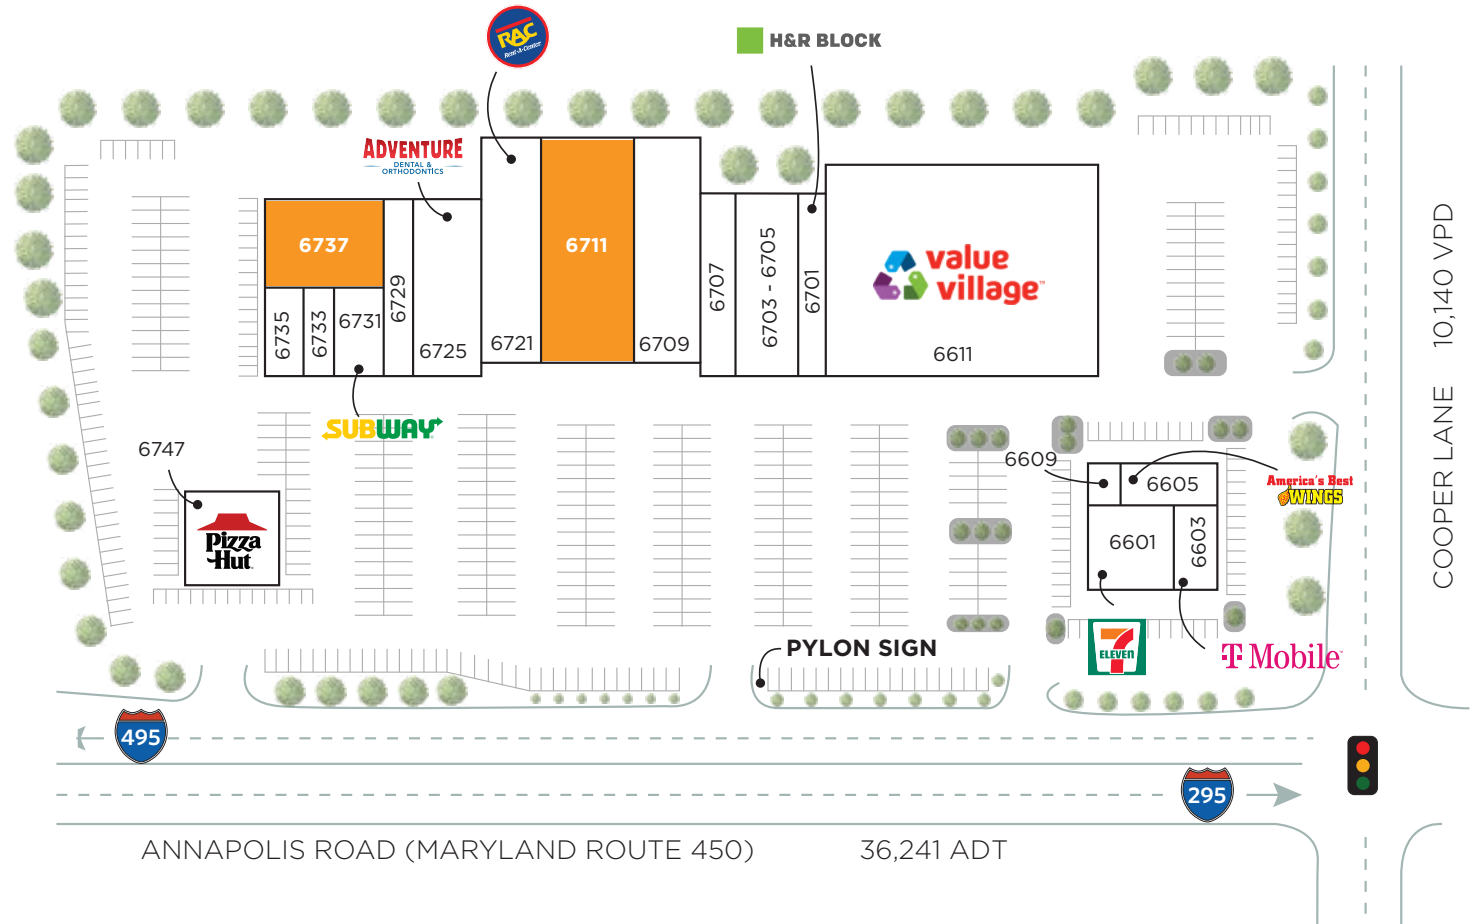 RAC
Rent-A-Center
H&R BLOCK
ADVENTURE
DENTAL &
ORTHODONTICS
6737
6711
6735
6733
6731
6729
6725
6721
6709
6707
6703 - 6705
6701
value
village™
6611
SUBWAY
6747
Pizza
Hut
6609
6605
America's Best
WINGS
6601
6603
7
ELEVEN
T Mobile
PYLON SIGN
COOPER LANE 10,140 VPD
495
295
ANNAPOLIS ROAD (MARYLAND ROUTE 450) 36,241 ADT